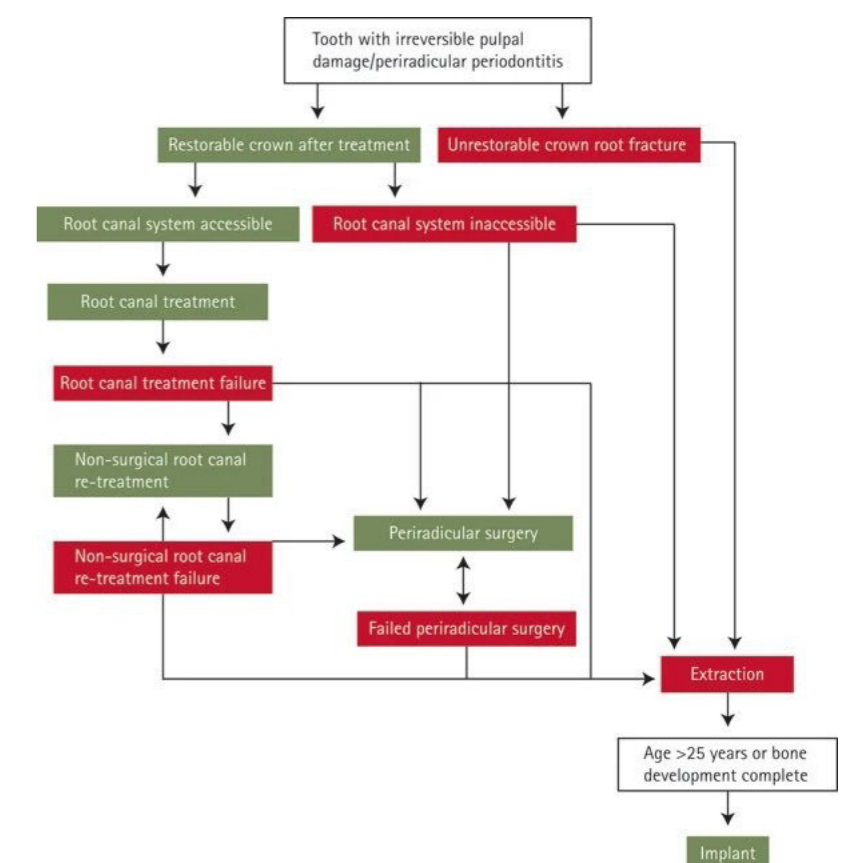 Tooth with irreversible pulpal
damage/periradicular periodontitis
Restorable crown after treatment
Unrestorable crown root fracture
Root canal system accessible
Root canal system inaccessible
Root canal treatment
Root canal treatment failure
Non-surgical root canal
re-treatment
Periradicular surgery
Non-surgical root canal
re-treatment failure
Failed periradicular surgery
Extraction
Age >25 years or bone
development complete
Implant